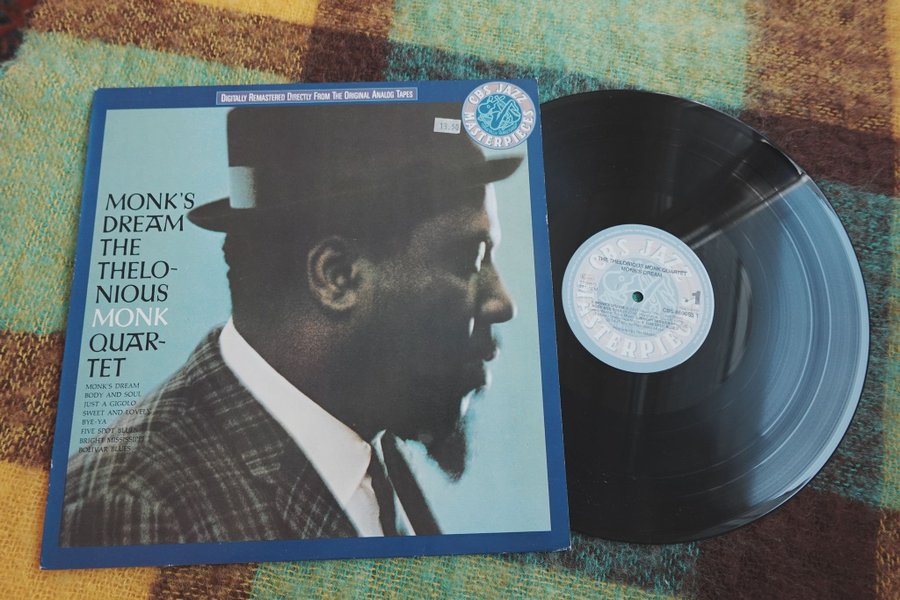 DIGITALLY REMASTERED DIRECTLY FROM THE ORIGINAL ANALOG TAPES
CBS JAZZ MASTERPIECES
13.50
MONK'S
DREAM
THE
THELO-
NIOUS
MONK
QUAR-
TET
MONK'S DREAM
BODY AND SOUL
JUST A GIGOLO
SWEET AND LOVELY
BYE-YA
FIVE SPOT BLUES
BRIGHT MISSISSIPPI
BOLIVAR BLUES
CBS JAZZ
MASTERPIECES
THE THELONIOUS MONK QUARTET
MONK'S DREAM
1